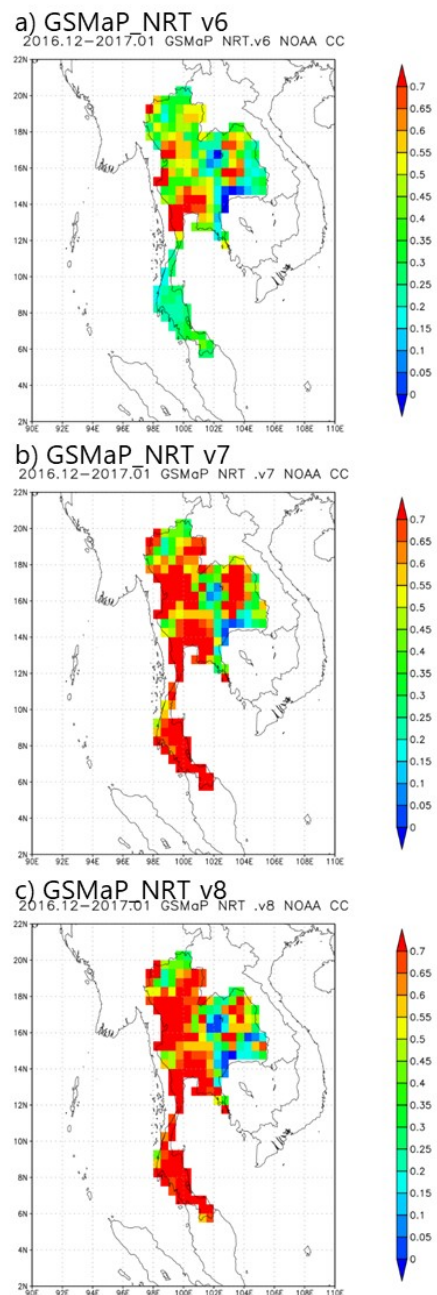 a) GSMaP_NRT v6
2016.12–2017.01 GSMaP NRT.v6 NOAA CC
22N
20N
18N
16N
14N
12N
10N
8N
6N
4N
2N
90E 92E 94E 96E 98E 100E 102E 104E 106E 108E 110E
0.7
0.65
0.6
0.55
0.5
0.45
0.4
0.35
0.3
0.25
0.2
0.15
0.1
0.05
0
b) GSMaP_NRT v7
2016.12–2017.01 GSMaP NRT .v7 NOAA CC
22N
20N
18N
16N
14N
12N
10N
8N
6N
4N
2N
90E 92E 94E 96E 98E 100E 102E 104E 106E 108E 110E
0.7
0.65
0.6
0.55
0.5
0.45
0.4
0.35
0.3
0.25
0.2
0.15
0.1
0.05
0
c) GSMaP_NRT v8
2016.12–2017.01 GSMaP NRT .v8 NOAA CC
22N
20N
18N
16N
14N
12N
10N
8N
6N
4N
2N
90E 92E 94E 96E 98E 100E 102E 104E 106E 108E 110E
0.7
0.65
0.6
0.55
0.5
0.45
0.4
0.35
0.3
0.25
0.2
0.15
0.1
0.05
0